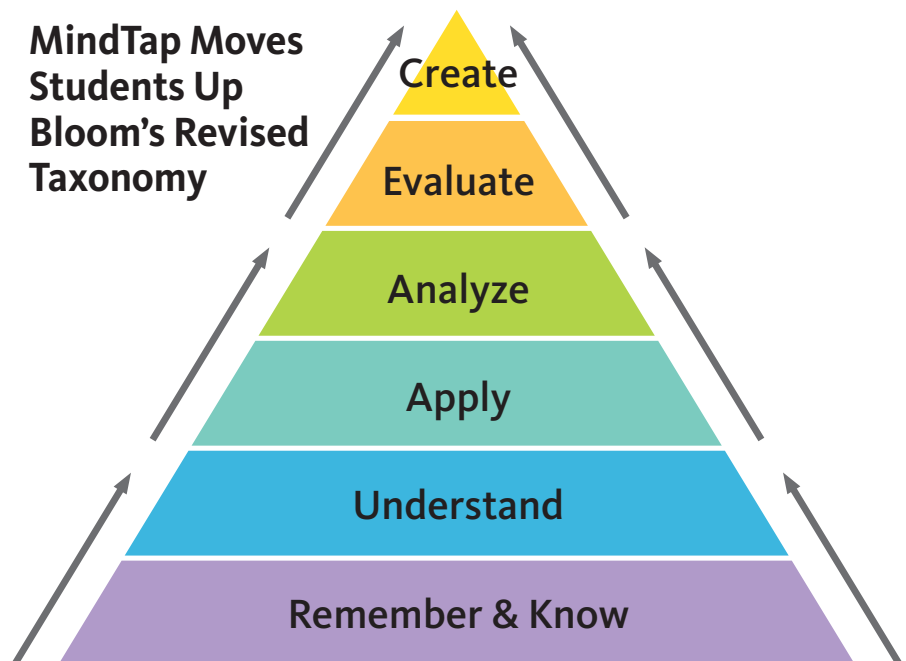 MindTap Moves
Students Up
Bloom’s Revised
Taxonomy
Create
Evaluate
Analyze
Apply
Understand
Remember & Know